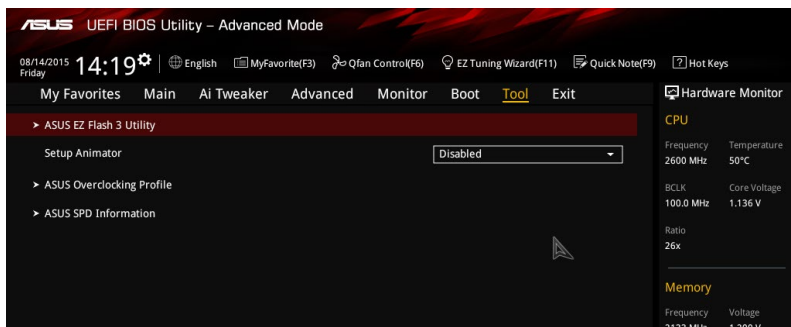 ASUS UEFI BIOS Utility – Advanced Mode
08/14/2015 Friday 14:19 English MyFavorite(F3) Qfan Control(F6) EZ Tuning Wizard(F11) Quick Note(F9) ? Hot Keys
My Favorites Main Ai Tweaker Advanced Monitor Boot Tool Exit
> ASUS EZ Flash 3 Utility
Setup Animator Disabled
> ASUS Overclocking Profile
> ASUS SPD Information
Hardware Monitor
CPU
Frequency Temperature
2600 MHz 50°C
BCLK Core Voltage
100.0 MHz 1.136 V
Ratio
26x
Memory
Frequency Voltage